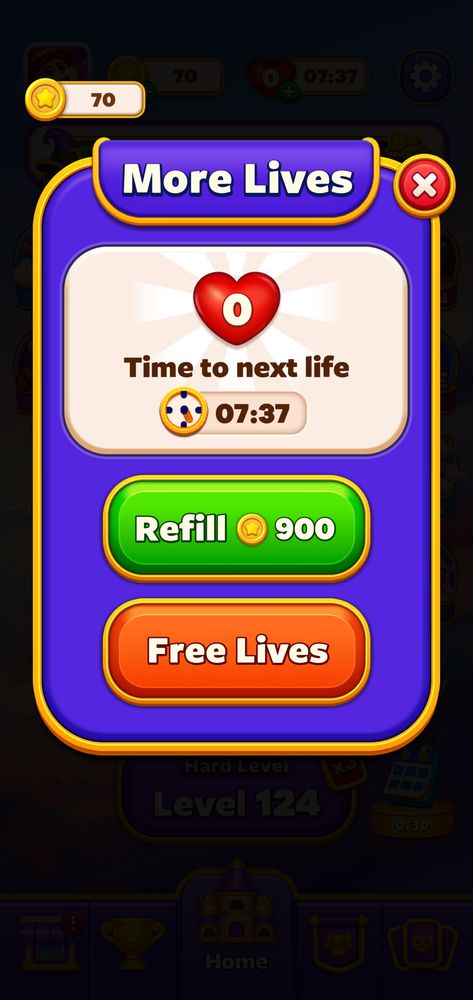 70
0
07:37
70
More Lives
0
Time to next life
07:37
Refill 900
Free Lives
Hard Level
x3
Level 124
0/30
!
Home